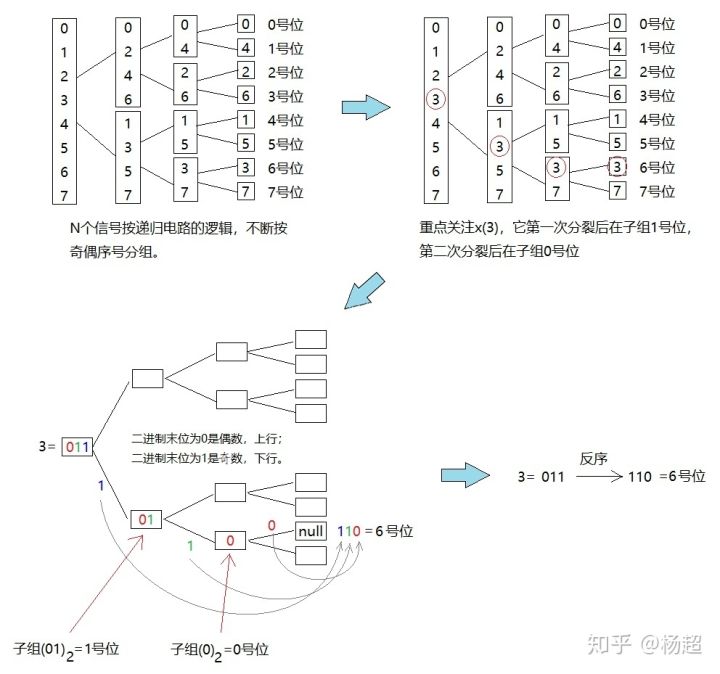 0
1
2
3
4
5
6
7
0
2
4
6
1
3
5
7
0
4
2
6
1
5
3
7
0 0号位
4 1号位
2 2号位
6 3号位
1 4号位
5 5号位
3 6号位
7 7号位
N个信号按递归电路的逻辑，不断按
奇偶序号分组。
0
1
2
3
4
5
6
7
0
2
4
6
1
3
5
7
0
4
2
6
1
5
3
7
0 0号位
4 1号位
2 2号位
6 3号位
1 4号位
5 5号位
3 6号位
7 7号位
重点关注x(3)，它第一次分裂后在子组1号位，
第二次分裂后在子组0号位
3= 011
二进制末位为0是偶数，上行；
二进制末位为1是奇数，下行。
1
01
1
0
0
null
110 =6号位
子组(01)2=1号位
子组(0)2=0号位
反序
3= 011 110 =6号位
知乎 @杨超